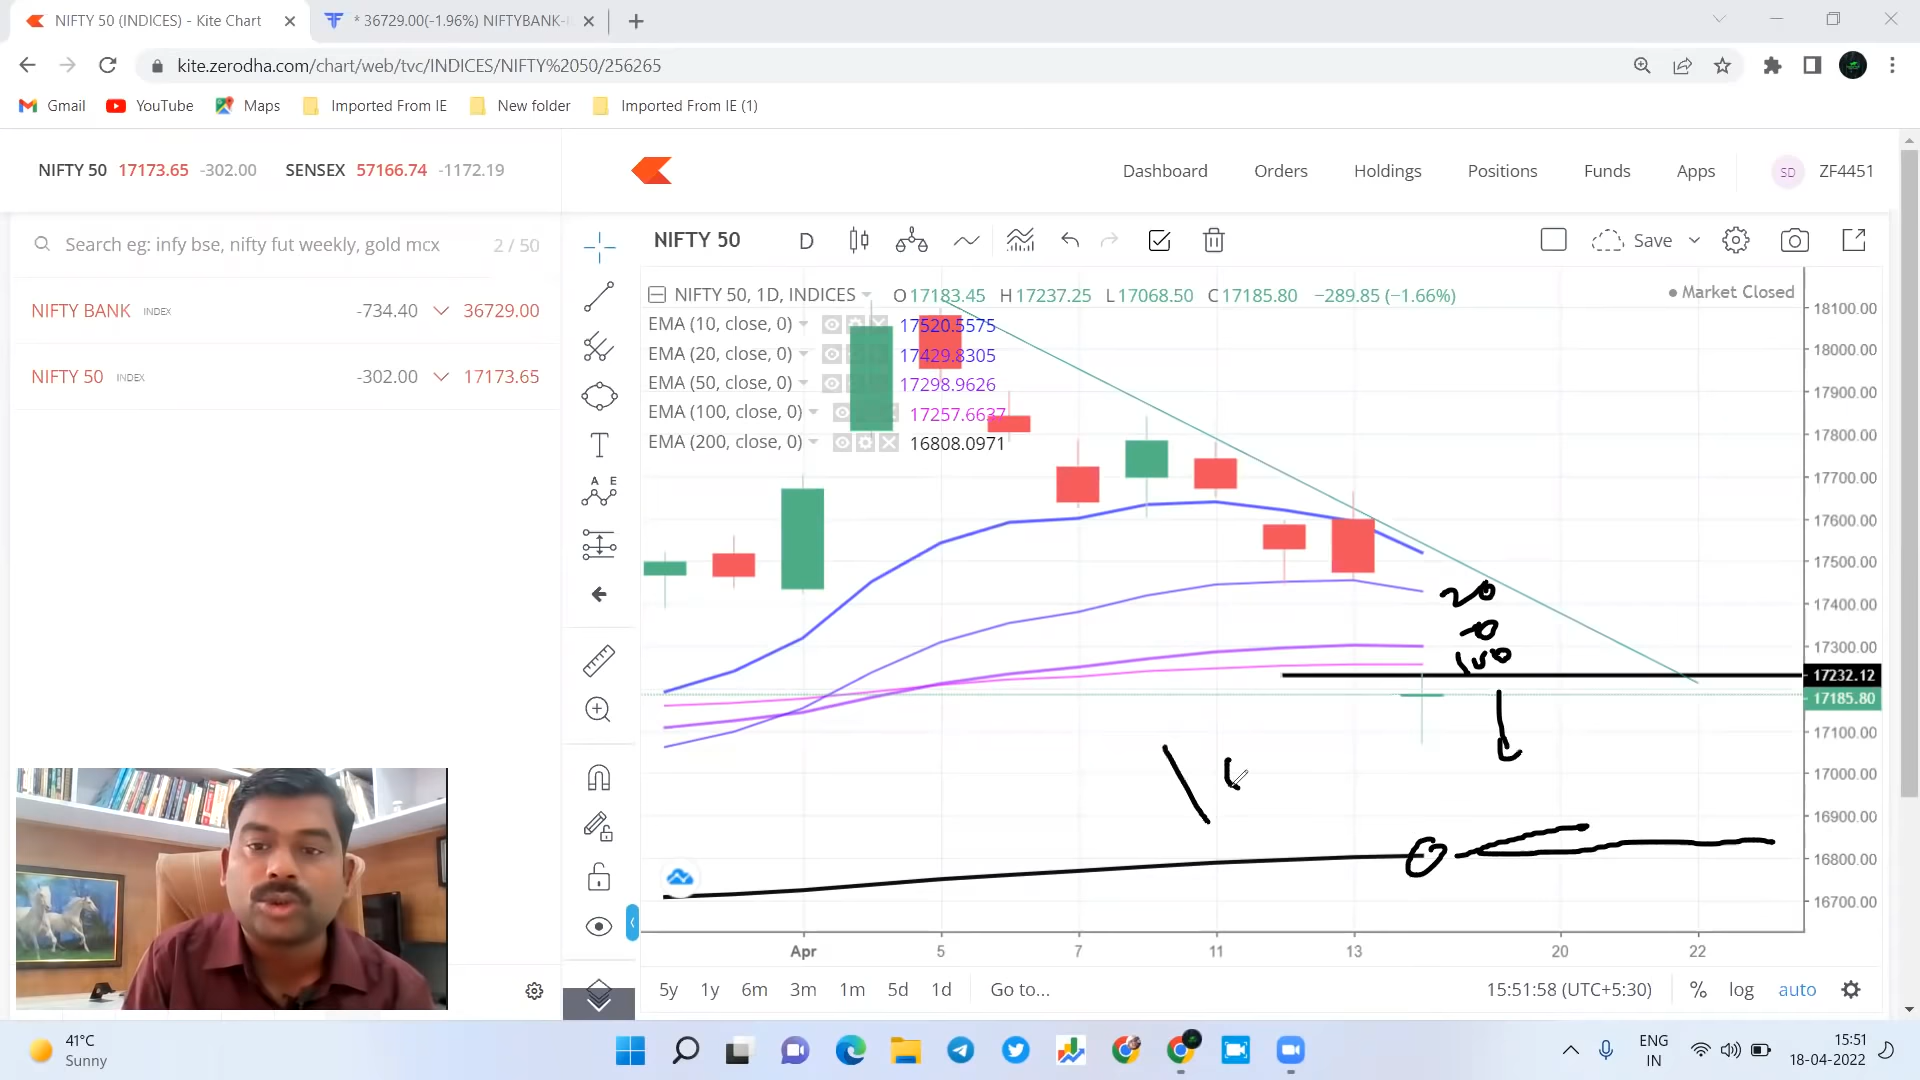 NIFTY 50 (INDICES) - Kite Chart
* 36729.00(-1.96%) NIFTYBANK-
kite.zerodha.com/chart/web/tvc/INDICES/NIFTY%2050/256265
Gmail YouTube Maps Imported From IE New folder Imported From IE (1)
NIFTY 50 17173.65 -302.00 SENSEX 57166.74 -1172.19
Dashboard Orders Holdings Positions Funds Apps SD ZF4451
Search eg: infy bse, nifty fut weekly, gold mcx 2 / 50
NIFTY BANK INDEX -734.40 36729.00
NIFTY 50 INDEX -302.00 17173.65
NIFTY 50 D Save
NIFTY 50, 1D, INDICES O17183.45 H17237.25 L17068.50 C17185.80 −289.85 (−1.66%)
Market Closed
EMA (10, close, 0) 17520.5575
EMA (20, close, 0) 17429.8305
EMA (50, close, 0) 17298.9626
EMA (100, close, 0) 17257.6637
EMA (200, close, 0) 16808.0971
T
A E
18100.00
18000.00
17900.00
17800.00
17700.00
17600.00
17500.00
17400.00
17300.00
17232.12
17185.80
17100.00
17000.00
16900.00
16800.00
16700.00
20
100
Apr 5 7 11 13 20 22
5y 1y 6m 3m 1m 5d 1d Go to... 15:51:58 (UTC+5:30) % log auto
41°C
Sunny
ENG
IN
15:51
18-04-2022